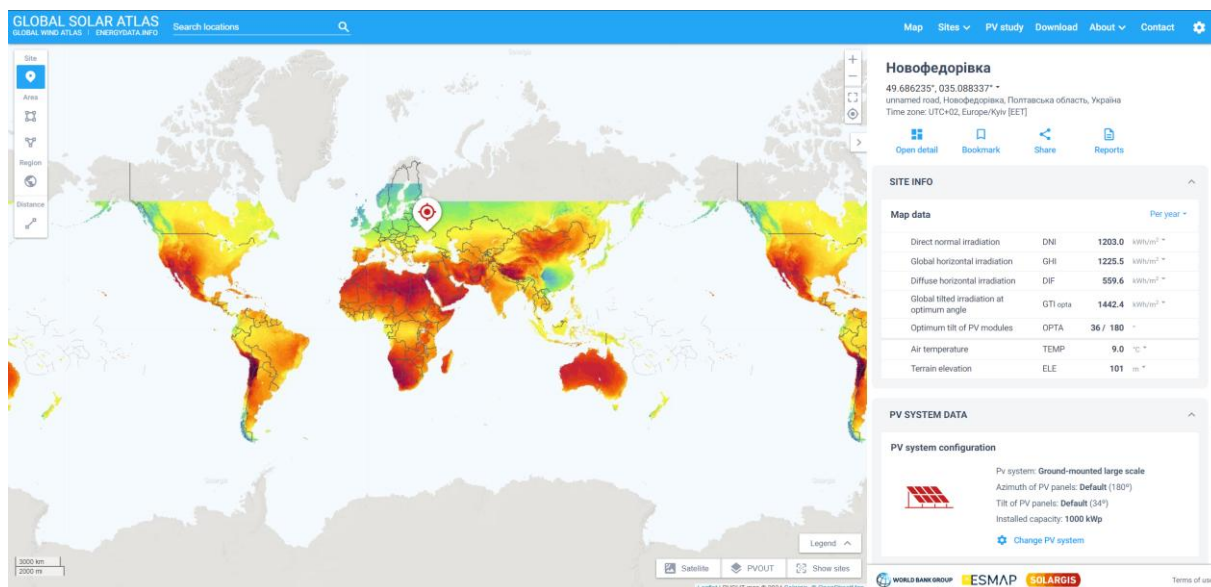 GLOBAL SOLAR ATLAS
GLOBAL WIND ATLAS | ENERGYDATA.INFO
Search locations
Map Sites PV study Download About Contact
Site
Area
Region
Distance
3000 km
2000 mi
Legend
Satellite PVOUT Show sites
Новофедорівка
49.686235°, 035.088337°
unnamed road, Новофедорівка, Полтавська область, Україна
Time zone: UTC+02, Europe/Kyiv [EET]
Open detail Bookmark Share Reports
SITE INFO
Map data Per year
Direct normal irradiation DNI 1203.0 kWh/m²
Global horizontal irradiation GHI 1225.5 kWh/m²
Diffuse horizontal irradiation DIF 559.6 kWh/m²
Global tilted irradiation at
optimum angle GTI opta 1442.4 kWh/m²
Optimum tilt of PV modules OPTA 36 / 180 °
Air temperature TEMP 9.0 °C
Terrain elevation ELE 101 m
PV SYSTEM DATA
PV system configuration
Pv system: Ground-mounted large scale
Azimuth of PV panels: Default (180º)
Tilt of PV panels: Default (34º)
Installed capacity: 1000 kWp
Change PV system
WORLD BANK GROUP ESMAP SOLARGIS Terms of us